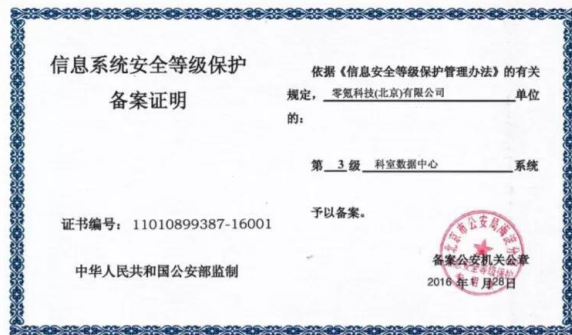 信息系统安全等级保护
备案证明
证书编号：11010899387-16001
中华人民共和国公安部监制
依据《信息安全等级保护管理办法》的有关
规定，零氪科技(北京)有限公司单位
的：
第 3 级 科室数据中心 系统
予以备案。
备案公安机关公章
2016 年 1 月28日